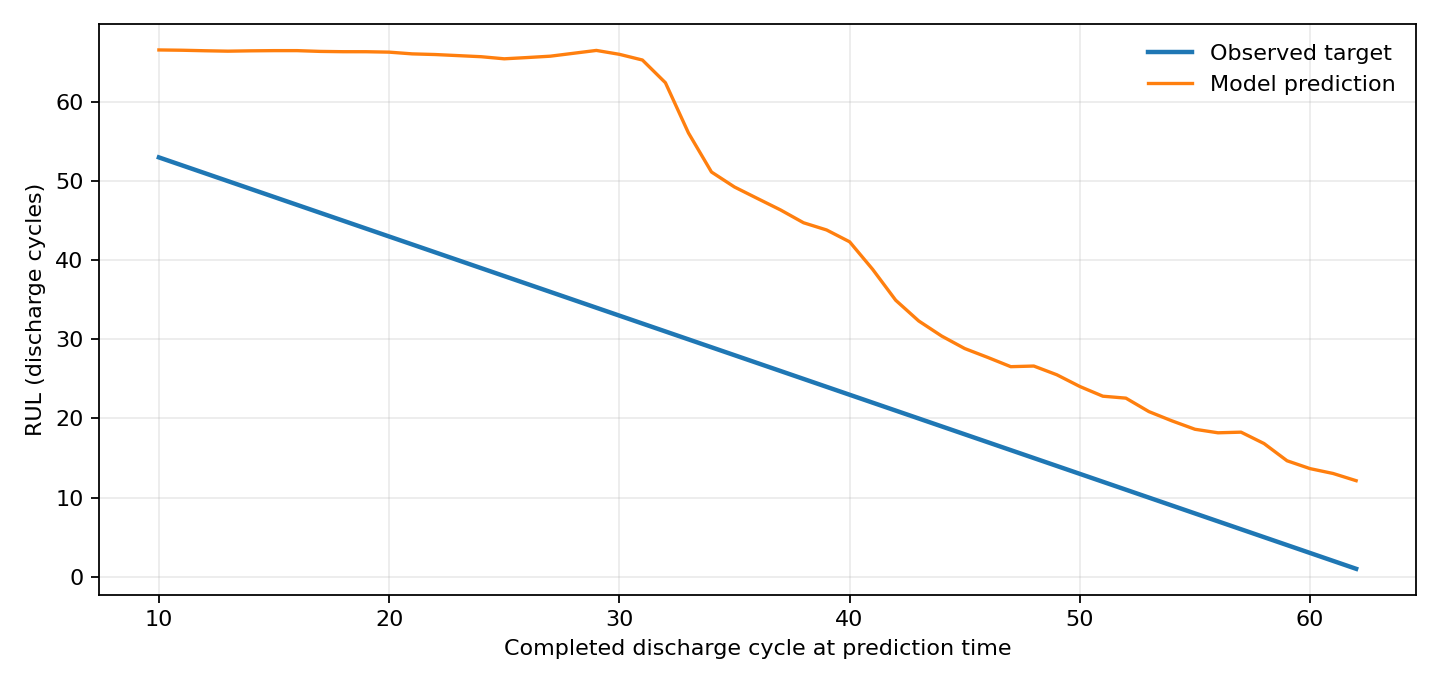 Observed target
Model prediction
RUL (discharge cycles)
60
50
40
30
20
10
0
10 20 30 40 50 60
Completed discharge cycle at prediction time